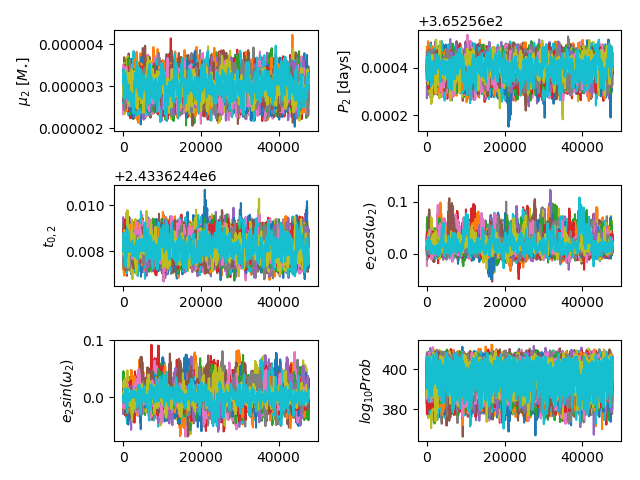 +3.65256e2
0.000004
0.000003
0.000002
μ2 [M⋆]
0 20000 40000
0.0004
0.0002
P2 [days]
0 20000 40000
+2.4336244e6
0.010
0.008
t0,2
0 20000 40000
0.1
0.0
e2cos(ω2)
0 20000 40000
0.1
0.0
e2sin(ω2)
0 20000 40000
400
380
log10Prob
0 20000 40000